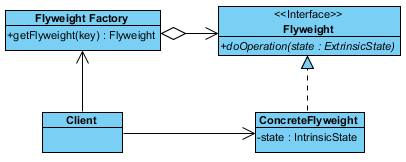 Flyweight Factory
+getFlyweight(key) : Flyweight
<<Interface>>
Flyweight
+doOperation(state : ExtrinsicState)
Client
ConcreteFlyweight
-state : IntrinsicState